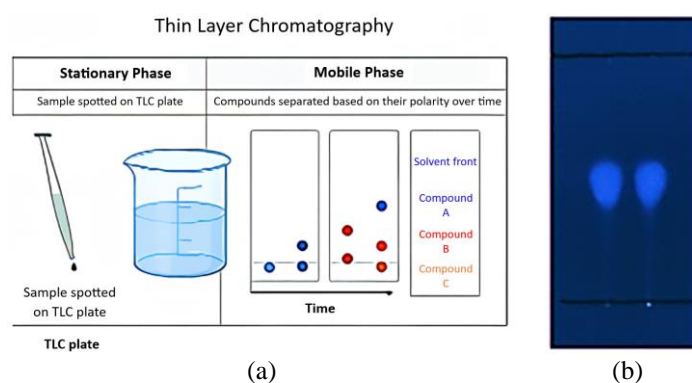 Thin Layer Chromatography
Stationary Phase
Mobile Phase
Sample spotted on TLC plate
Compounds separated based on their polarity over time
Solvent front
Compound
A
Compound
B
Compound
C
Sample spotted
on TLC plate
Time
TLC plate
(a)
(b)